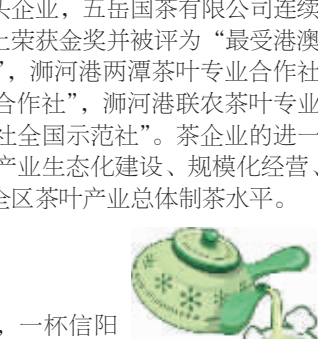 头企业，五岳国茶有限公司连续
上荣获金奖并被评为“最受港澳
”，浉河港两潭茶叶专业合作社
合作社”，浉河港联农茶叶专业
社全国示范社”。茶企业的进一
产业生态化建设、规模化经营、
全区茶叶产业总体制茶水平。
，一杯信阳